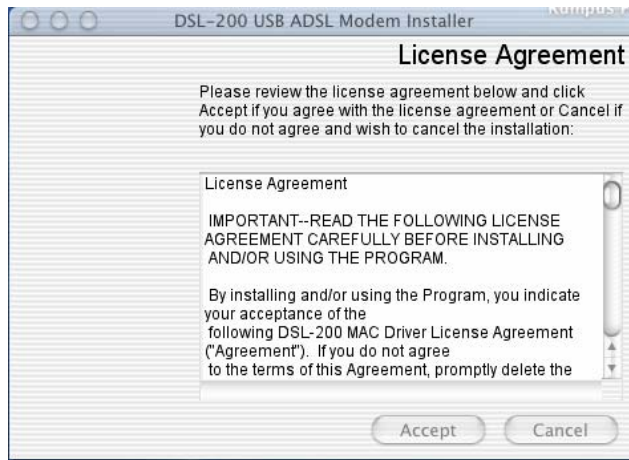 DSL-200 USB ADSL Modem Installer
License Agreement
Please review the license agreement below and click
Accept if you agree with the license agreement or Cancel if
you do not agree and wish to cancel the installation:
License Agreement
IMPORTANT--READ THE FOLLOWING LICENSE
AGREEMENT CAREFULLY BEFORE INSTALLING
AND/OR USING THE PROGRAM.
By installing and/or using the Program, you indicate
your acceptance of the
following DSL-200 MAC Driver License Agreement
("Agreement"). If you do not agree
to the terms of this Agreement, promptly delete the
Accept
Cancel